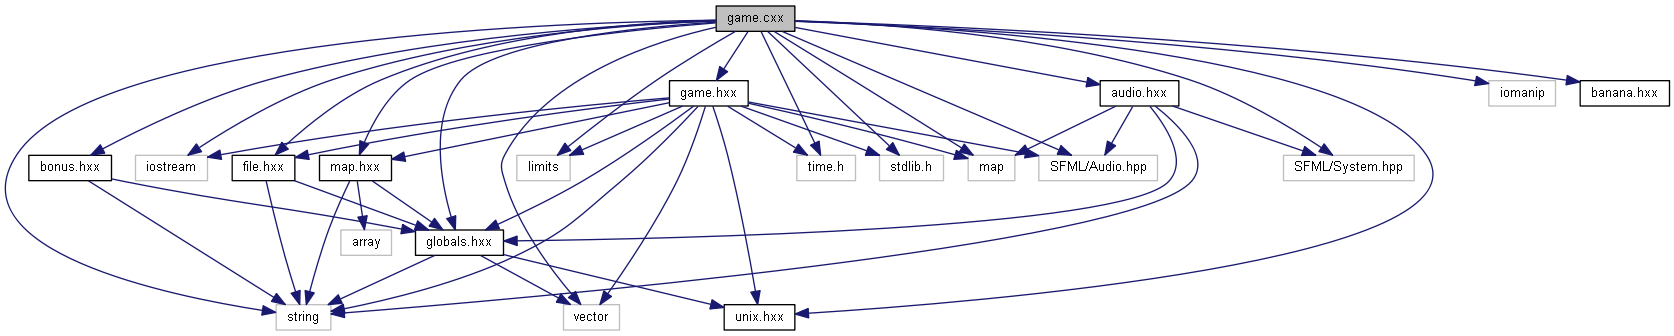 game.cxx
game.hxx
audio.hxx
iomanip
banana.hxx
bonus.hxx
iostream
file.hxx
map.hxx
limits
time.h
stdlib.h
map
SFML/Audio.hpp
SFML/System.hpp
array
globals.hxx
string
vector
unix.hxx